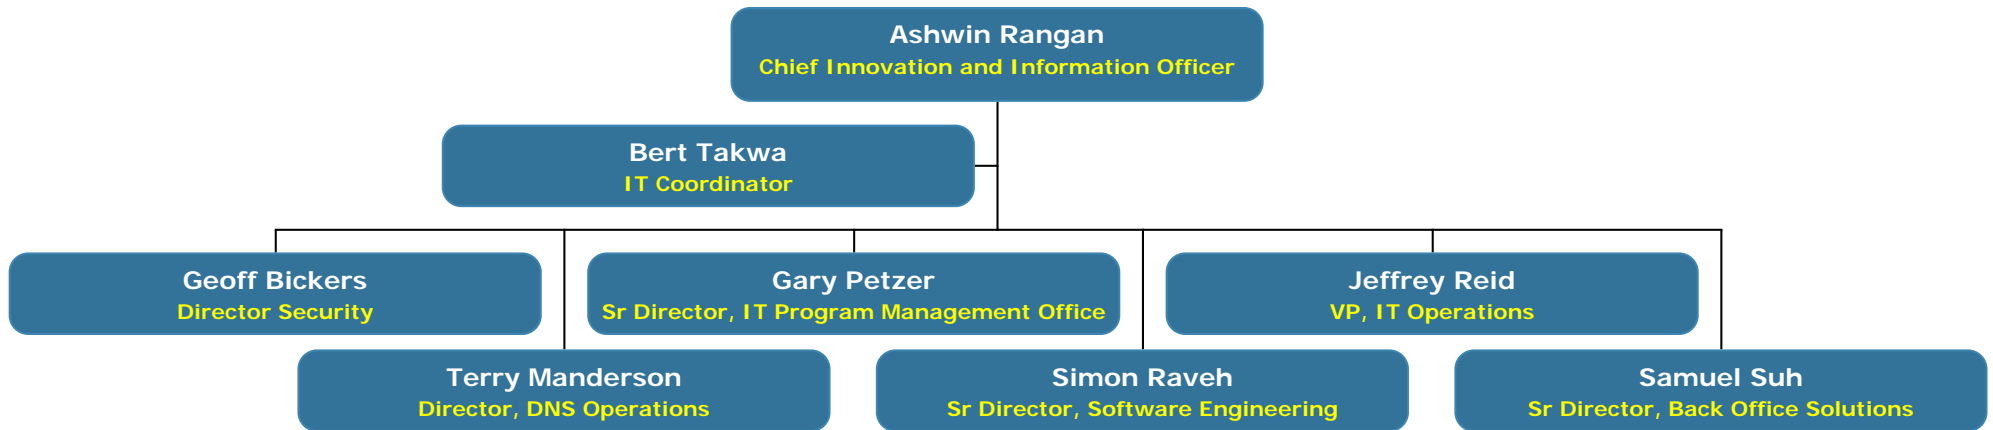 Ashwin Rangan
Chief Innovation and Information Officer
Bert Takwa
IT Coordinator
Geoff Bickers
Director Security
Gary Petzer
Sr Director, IT Program Management Office
Jeffrey Reid
VP, IT Operations
Terry Manderson
Director, DNS Operations
Simon Raveh
Sr Director, Software Engineering
Samuel Suh
Sr Director, Back Office Solutions